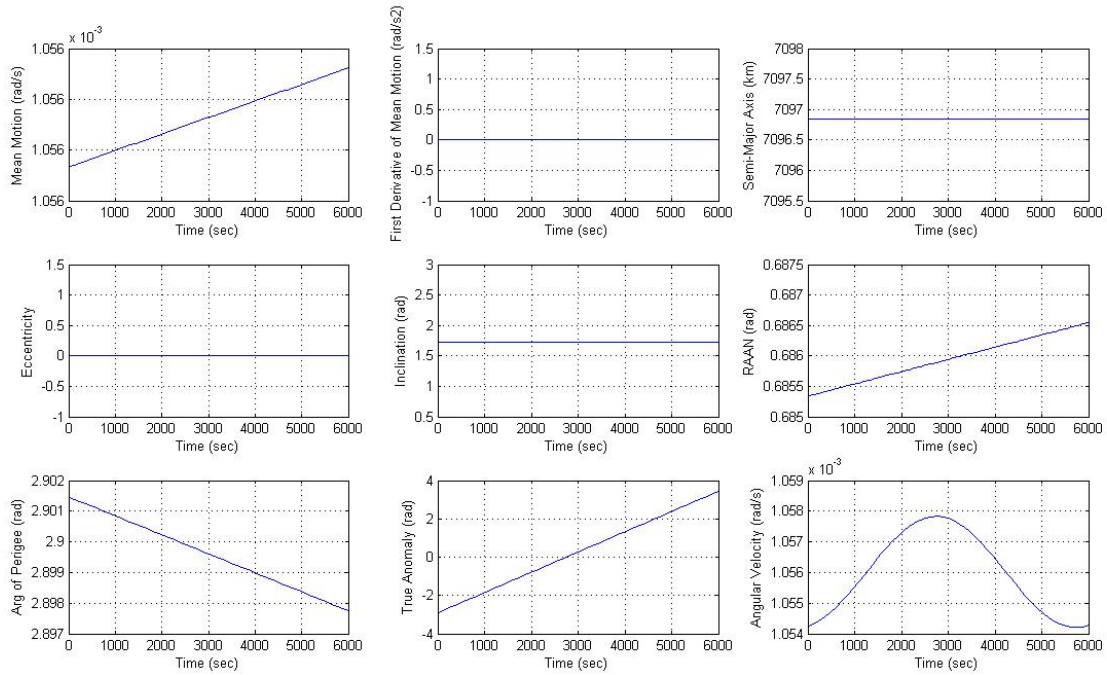 x 10⁻³
Mean Motion (rad/s)
1.056
1.056
1.056
1.056
0 1000 2000 3000 4000 5000 6000
Time (sec)
First Derivative of Mean Motion (rad/s2)
1.5
1
0.5
0
-0.5
-1
0 1000 2000 3000 4000 5000 6000
Time (sec)
Semi-Major Axis (km)
7098
7097.5
7097
7096.5
7096
7095.5
0 1000 2000 3000 4000 5000 6000
Time (sec)
Eccentricity
1.5
1
0.5
0
-0.5
-1
0 1000 2000 3000 4000 5000 6000
Time (sec)
Inclination (rad)
3
2.5
2
1.5
1
0.5
0 1000 2000 3000 4000 5000 6000
Time (sec)
RAAN (rad)
0.6875
0.687
0.6865
0.686
0.6855
0.685
0 1000 2000 3000 4000 5000 6000
Time (sec)
Arg of Perigee (rad)
2.902
2.901
2.9
2.899
2.898
2.897
0 1000 2000 3000 4000 5000 6000
Time (sec)
True Anomaly (rad)
4
2
0
-2
-4
0 1000 2000 3000 4000 5000 6000
Time (sec)
x 10⁻³
Angular Velocity (rad/s)
1.059
1.058
1.057
1.056
1.055
1.054
0 1000 2000 3000 4000 5000 6000
Time (sec)